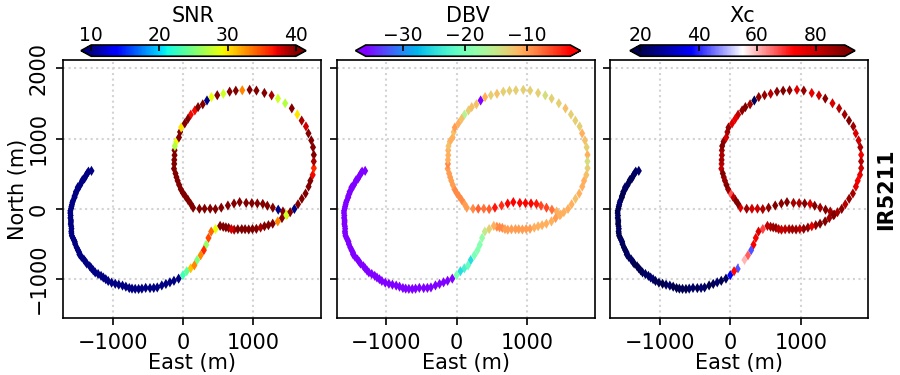 SNR
DBV
Xc
10 20 30 40
−30 −20 −10
20 40 60 80
2000
1000
0
−1000
North (m)
−1000 0 1000
−1000 0 1000
−1000 0 1000
East (m)
East (m)
East (m)
IR5211